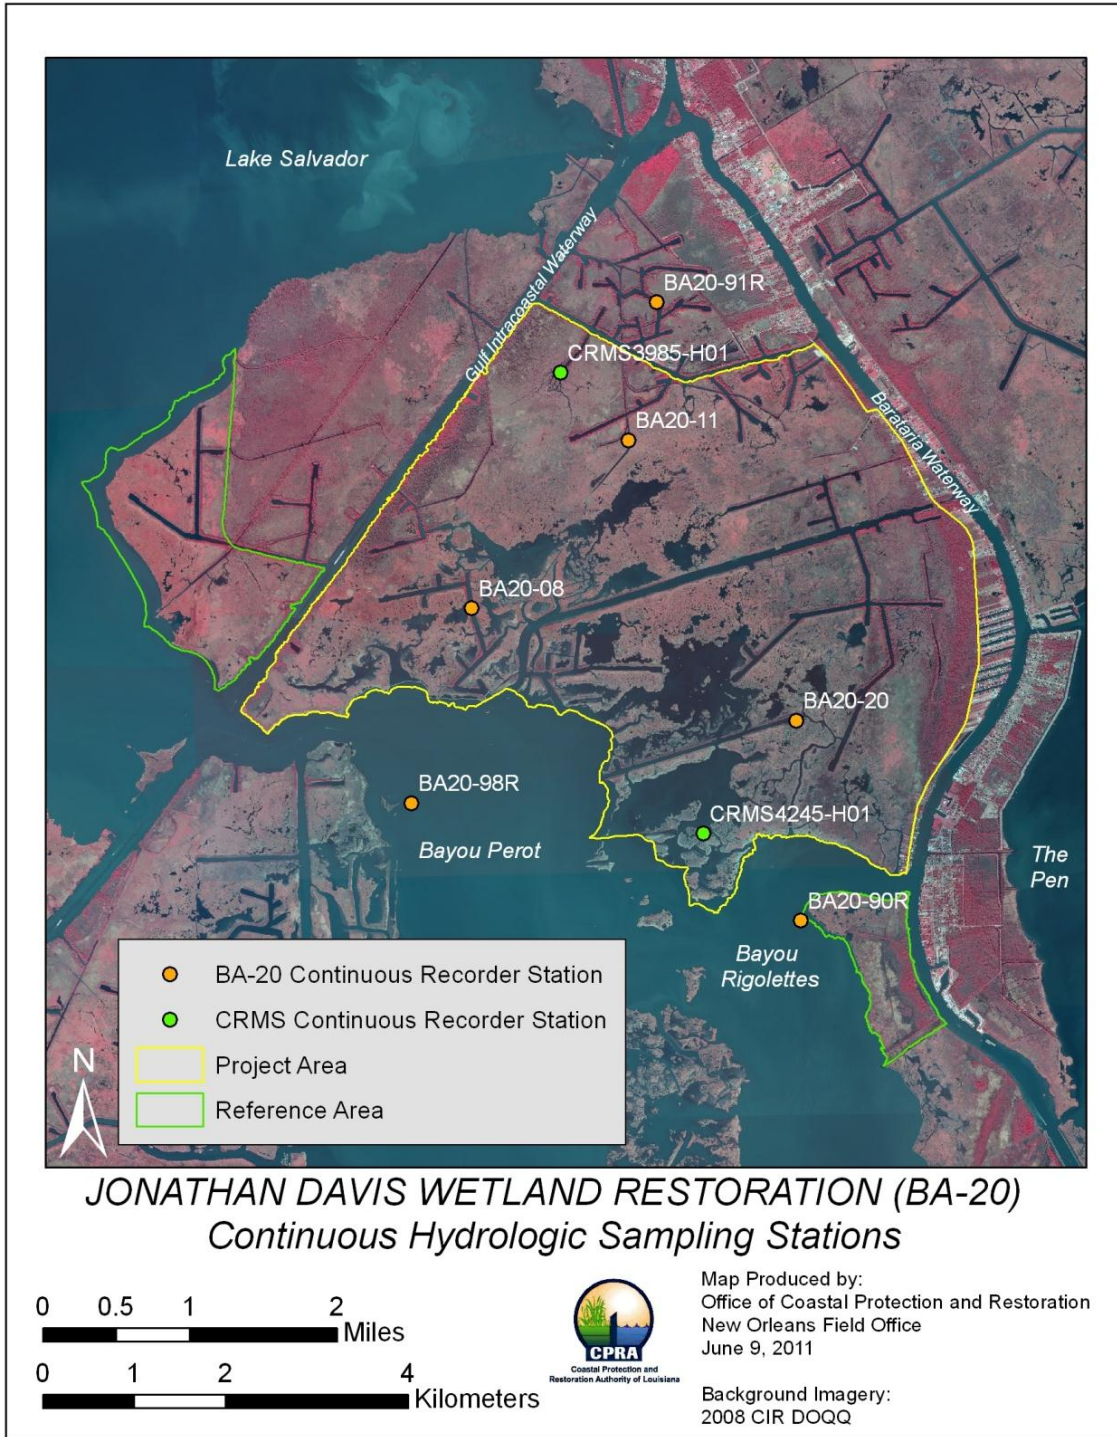 Lake Salvador
Gulf Intracoastal Waterway
BA20-91R
CRMS3985-H01
BA20-11
Barataria Waterway
BA20-08
BA20-20
BA20-98R
CRMS4245-H01
Bayou Perot
The
Pen
BA20-90R
Bayou
Rigolettes
BA-20 Continuous Recorder Station
CRMS Continuous Recorder Station
Project Area
Reference Area
N
JONATHAN DAVIS WETLAND RESTORATION (BA-20)
Continuous Hydrologic Sampling Stations
0 0.5 1 2
Miles
0 1 2 4
Kilometers
CPRA
Coastal Protection and
Restoration Authority of Louisiana
Map Produced by:
Office of Coastal Protection and Restoration
New Orleans Field Office
June 9, 2011
Background Imagery:
2008 CIR DOQQ